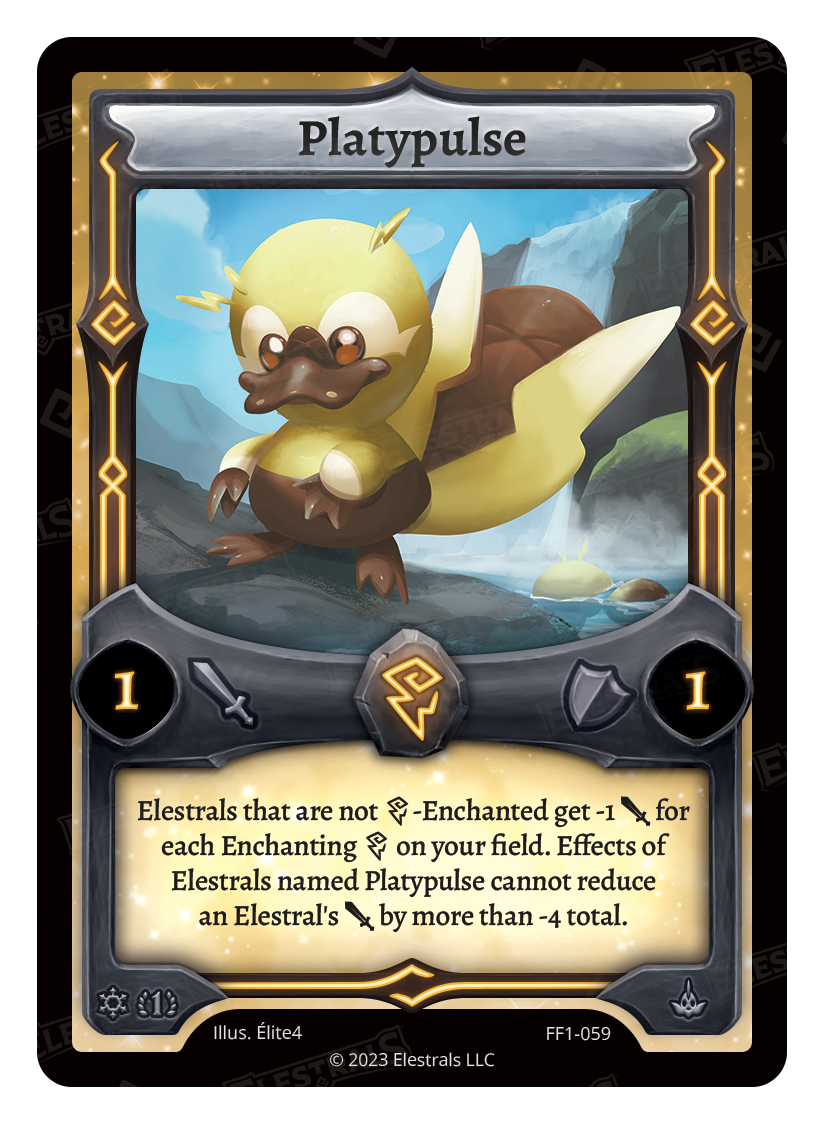 Platypulse
1
1
Elestrals that are not -Enchanted get -1 for
each Enchanting on your field. Effects of
Elestrals named Platypulse cannot reduce
an Elestral's by more than -4 total.
1
Illus. Élite4
FF1-059
© 2023 Elestrals LLC